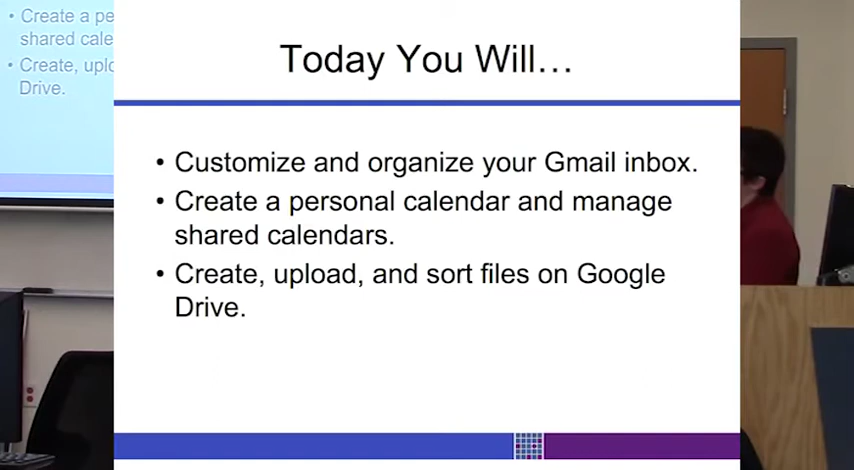 • Create a pe
shared cale
• Create, uplo
Drive.
Today You Will…
• Customize and organize your Gmail inbox.
• Create a personal calendar and manage
shared calendars.
• Create, upload, and sort files on Google
Drive.